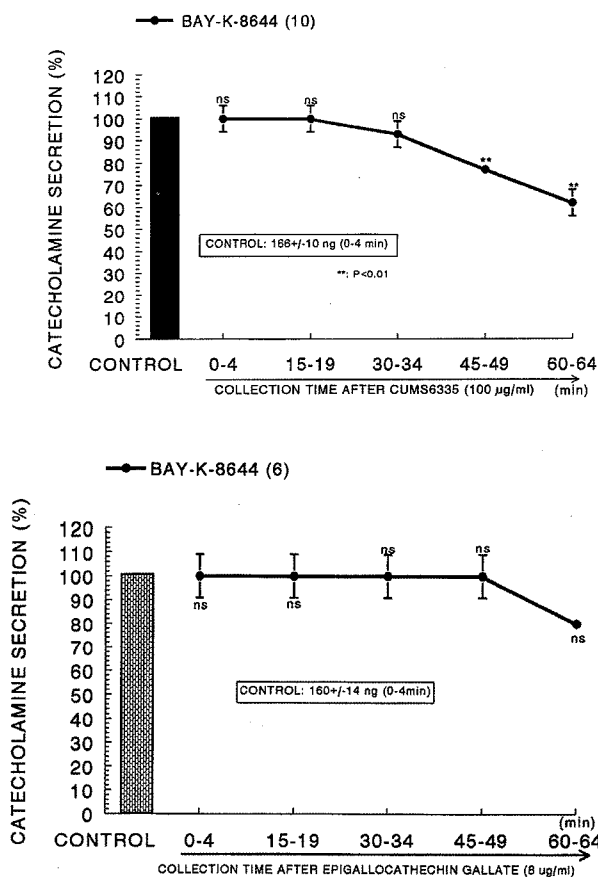 BAY-K-8644 (10)
CATECHOLAMINE SECRETION (%)
120
110
100
90
80
70
60
50
40
30
20
10
0
ns
ns
ns
**
**
CONTROL: 166+/-10 ng (0-4 min)
**: P<0.01
CONTROL 0-4 15-19 30-34 45-49 60-64
COLLECTION TIME AFTER CUMS6335 (100 µg/ml) (min)
BAY-K-8644 (6)
CATECHOLAMINE SECRETION (%)
120
110
100
90
80
70
60
50
40
30
20
10
0
ns
ns
ns
ns
ns
CONTROL: 160+/-14 ng (0-4min)
(min)
CONTROL 0-4 15-19 30-34 45-49 60-64
COLLECTION TIME AFTER EPIGALLOCATHECHIN GALLATE (8 ug/ml)